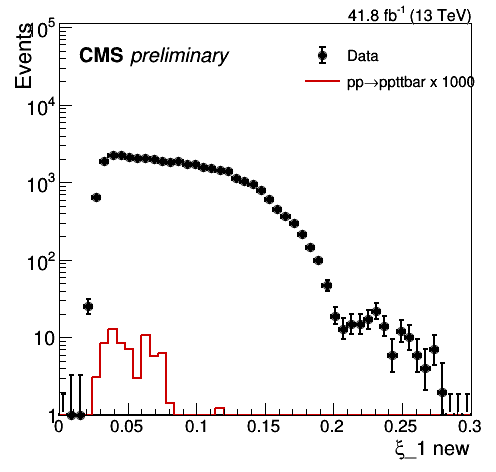 41.8 fb⁻¹ (13 TeV)
Events
CMS preliminary
Data
pp→ppttbar x 1000
10⁵
10⁴
10³
10²
10
1
0 0.05 0.1 0.15 0.2 0.25 0.3
ξ_1 new